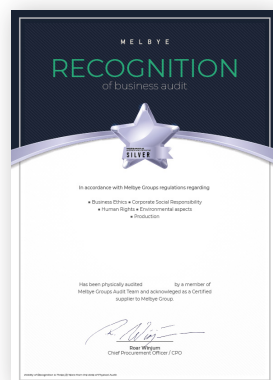 MELBYE
RECOGNITION
of business audit
SILVER
In accordance with Melbye Groups regulations regarding:
• Business Ethics • Corporate Social Responsibility
• Human Rights • Environmental aspects
• Production
Has been physically audited by a member of
Melbye Groups Audit Team and acknowledged as a Certified
supplier to Melbye Group.
Roar Winjum
Chief Procurement Officer / CPO